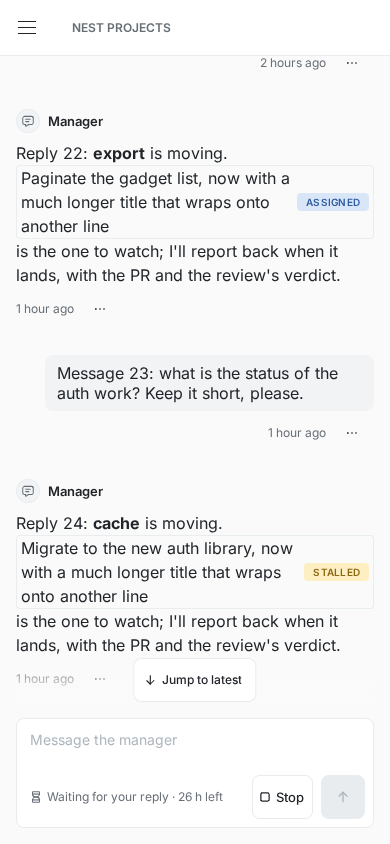 NEST PROJECTS
2 hours ago
Manager
Reply 22: export is moving.
Paginate the gadget list, now with a
much longer title that wraps onto
another line
ASSIGNED
is the one to watch; I'll report back when it
lands, with the PR and the review's verdict.
1 hour ago
Message 23: what is the status of the
auth work? Keep it short, please.
1 hour ago
Manager
Reply 24: cache is moving.
Migrate to the new auth library, now
with a much longer title that wraps
onto another line
STALLED
is the one to watch; I'll report back when it
lands, with the PR and the review's verdict.
1 hour ago
Jump to latest
Message the manager
Waiting for your reply · 26 h left
Stop